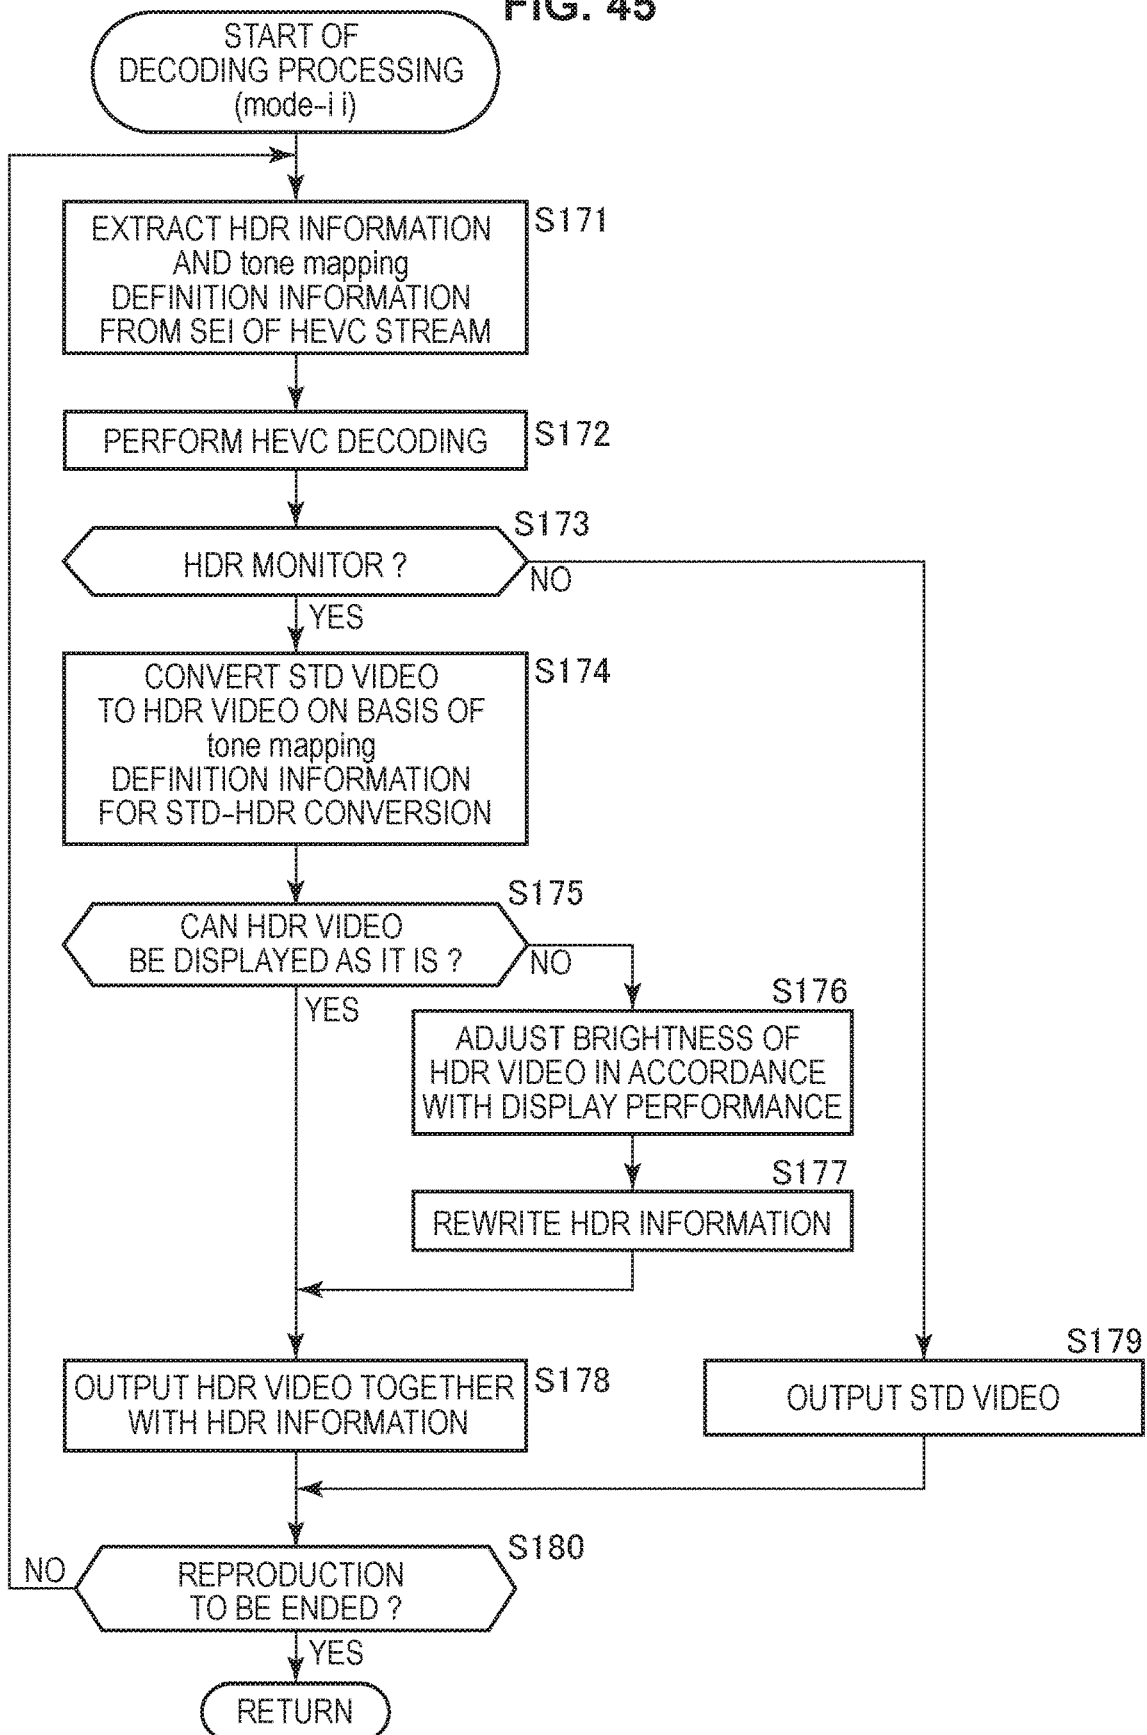 FIG. 45
START OF
DECODING PROCESSING
(mode-ii)
EXTRACT HDR INFORMATION
AND tone mapping
DEFINITION INFORMATION
FROM SEI OF HEVC STREAM
S171
PERFORM HEVC DECODING
S172
S173
HDR MONITOR ?
NO
YES
CONVERT STD VIDEO
TO HDR VIDEO ON BASIS OF
tone mapping
DEFINITION INFORMATION
FOR STD-HDR CONVERSION
S174
S175
CAN HDR VIDEO
BE DISPLAYED AS IT IS ?
NO
YES
S176
ADJUST BRIGHTNESS OF
HDR VIDEO IN ACCORDANCE
WITH DISPLAY PERFORMANCE
S177
REWRITE HDR INFORMATION
OUTPUT HDR VIDEO TOGETHER
WITH HDR INFORMATION
S178
S179
OUTPUT STD VIDEO
S180
NO
REPRODUCTION
TO BE ENDED ?
YES
RETURN